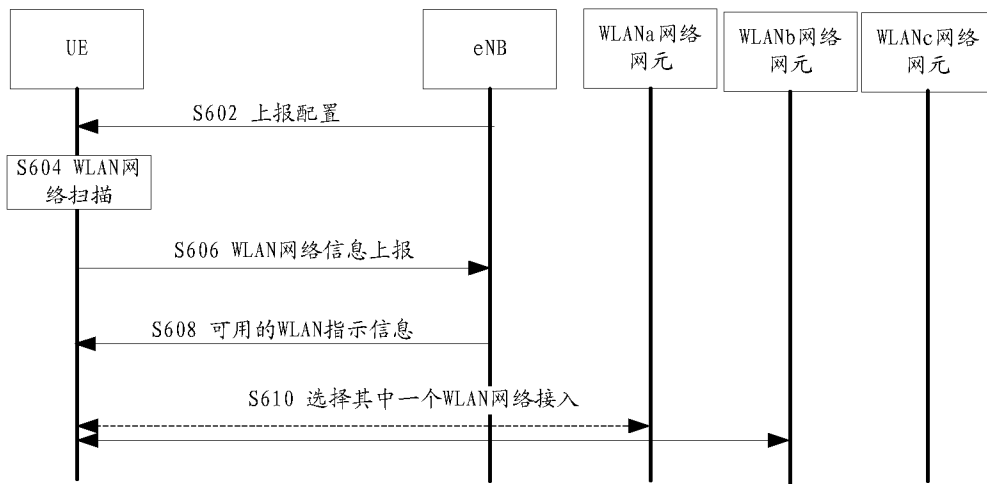 UE
eNB
WLANa网络
网元
WLANb网络
网元
WLANc网络
网元
S602 上报配置
S604 WLAN网
络扫描
S606 WLAN网络信息上报
S608 可用的WLAN指示信息
S610 选择其中一个WLAN网络接入